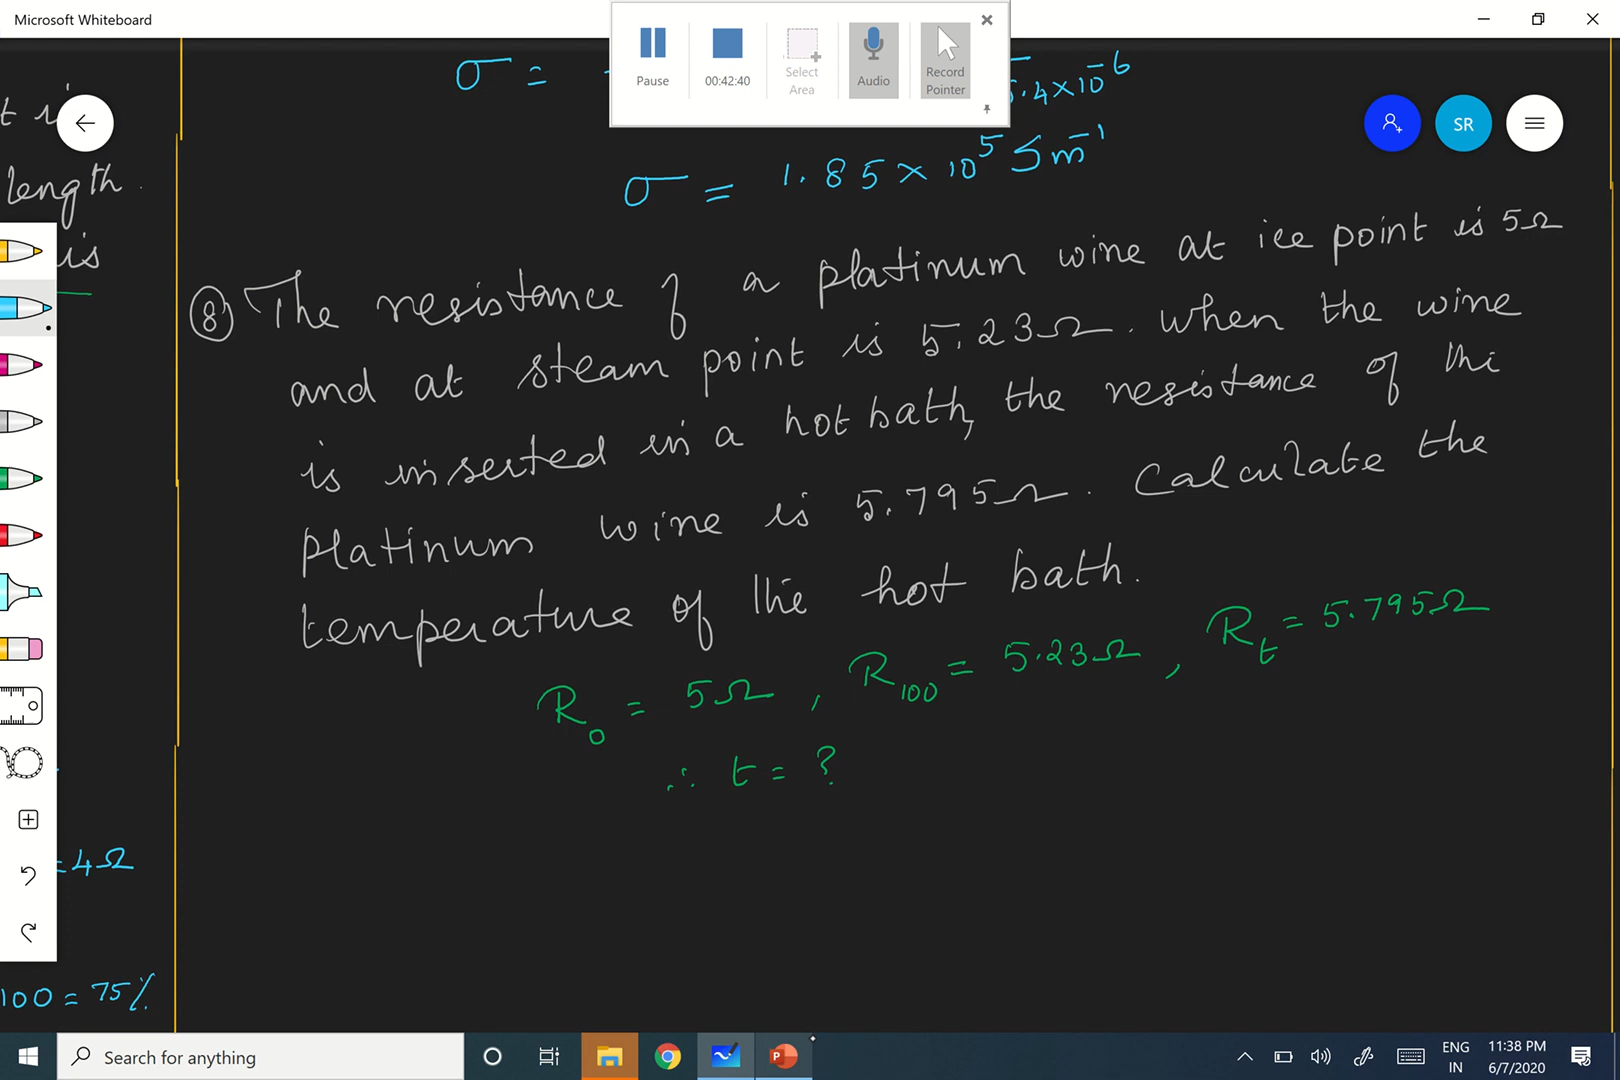 Microsoft Whiteboard
Pause
00:42:40
Select Area
Audio
Record Pointer
SR
σ = 5.4×10⁻⁶
σ = 1.85 × 10⁵ S m⁻¹
t is
length.
is
⑧ The resistance of a platinum wire at ice point is 5Ω
and at steam point is 5.23Ω. When the wire
is inserted in a hot bath, the resistance of the
platinum wire is 5.795Ω. Calculate the
temperature of the hot bath.
R₀ = 5Ω , R₁₀₀ = 5.23Ω , Rₜ = 5.795Ω
∴ t = ?
= 4Ω
100 = 75%
Search for anything
ENG
IN
11:38 PM
6/7/2020